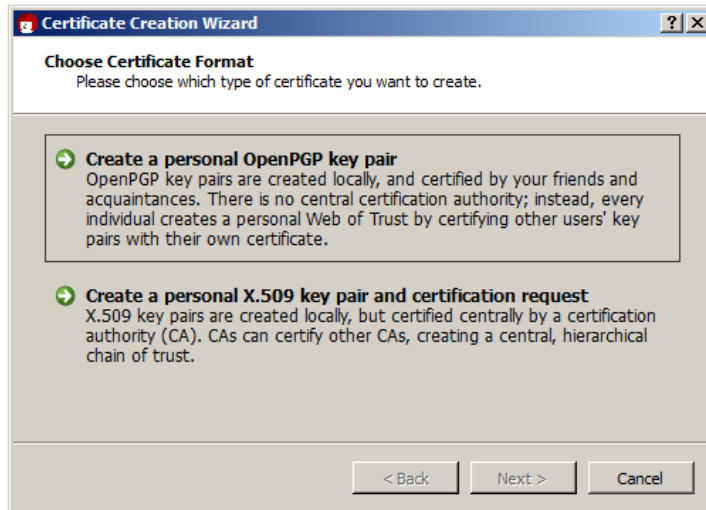 Certificate Creation Wizard
Choose Certificate Format
Please choose which type of certificate you want to create.
Create a personal OpenPGP key pair
OpenPGP key pairs are created locally, and certified by your friends and
acquaintances. There is no central certification authority; instead, every
individual creates a personal Web of Trust by certifying other users' key
pairs with their own certificate.
Create a personal X.509 key pair and certification request
X.509 key pairs are created locally, but certified centrally by a certification
authority (CA). CAs can certify other CAs, creating a central, hierarchical
chain of trust.
< Back Next > Cancel